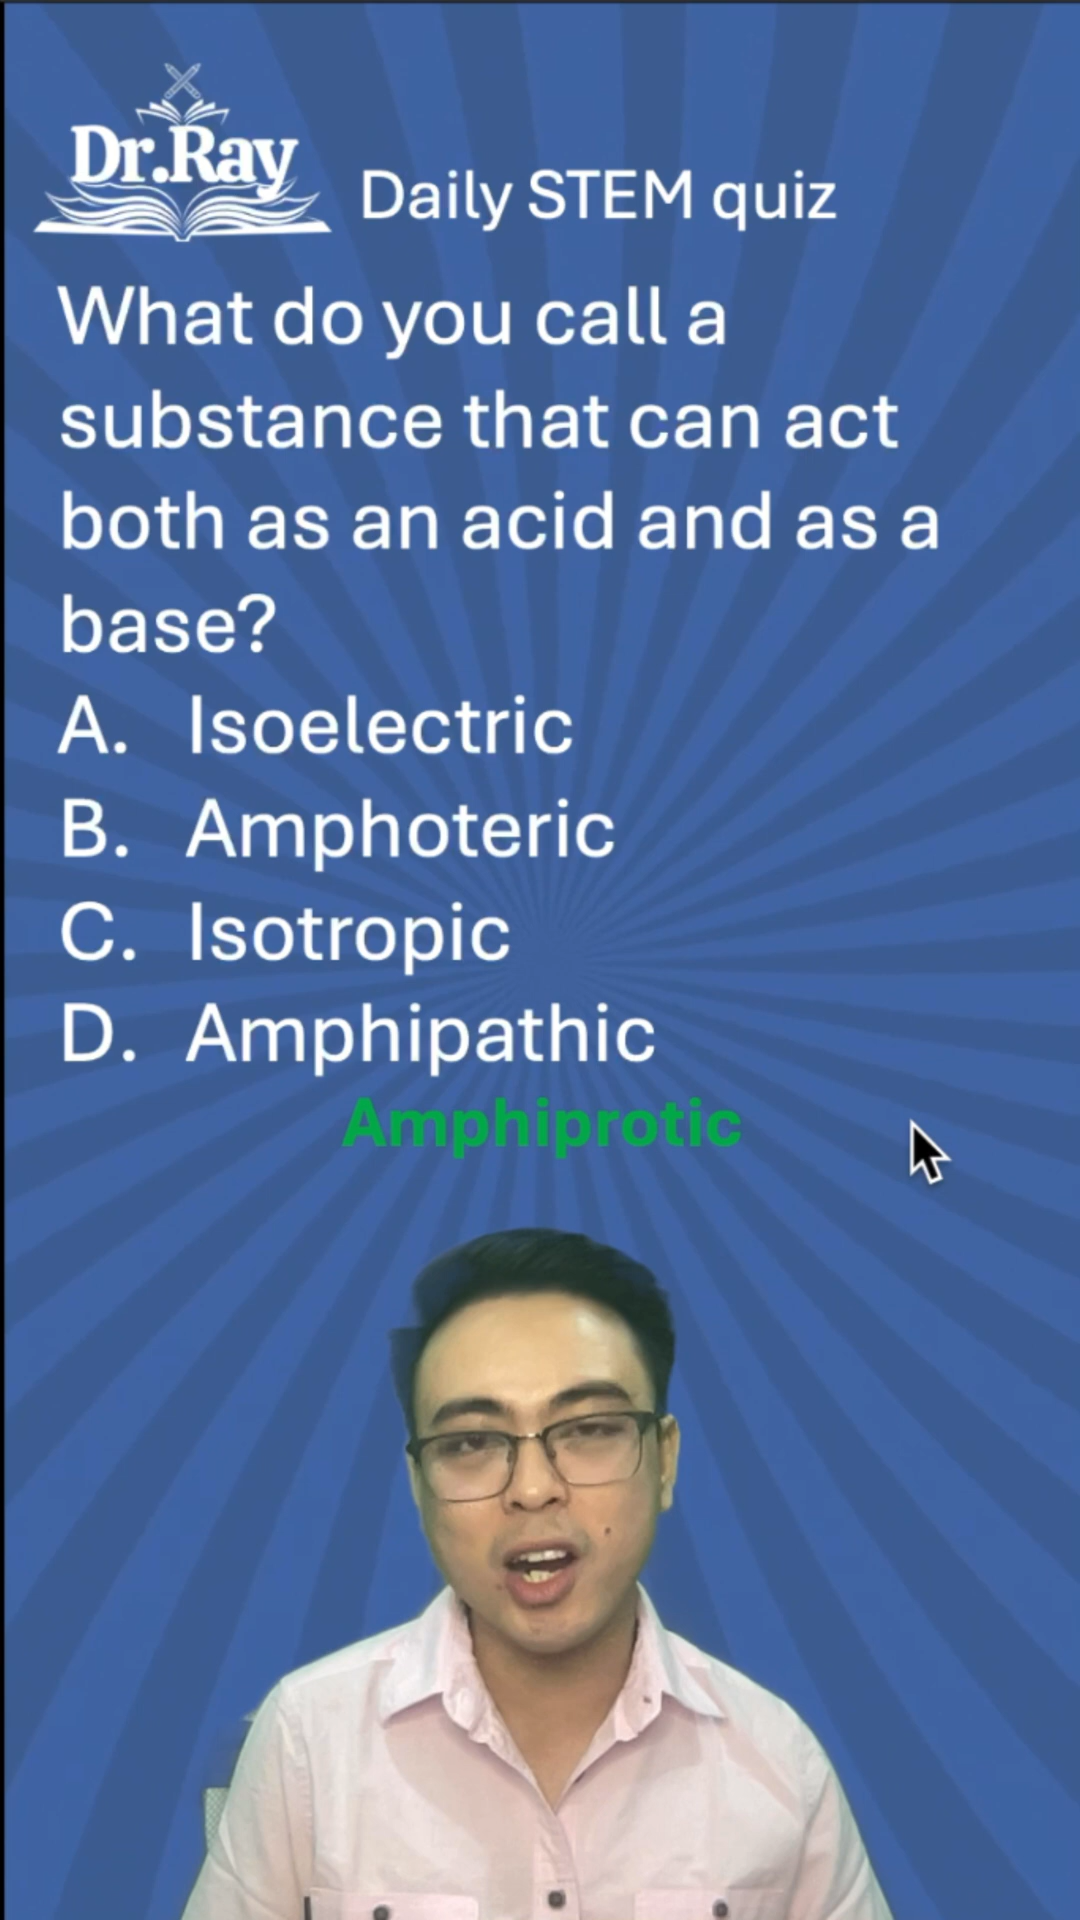 Dr.Ray
Daily STEM quiz
What do you call a
substance that can act
both as an acid and as a
base?
A. Isoelectric
B. Amphoteric
C. Isotropic
D. Amphipathic
Amphiprotic